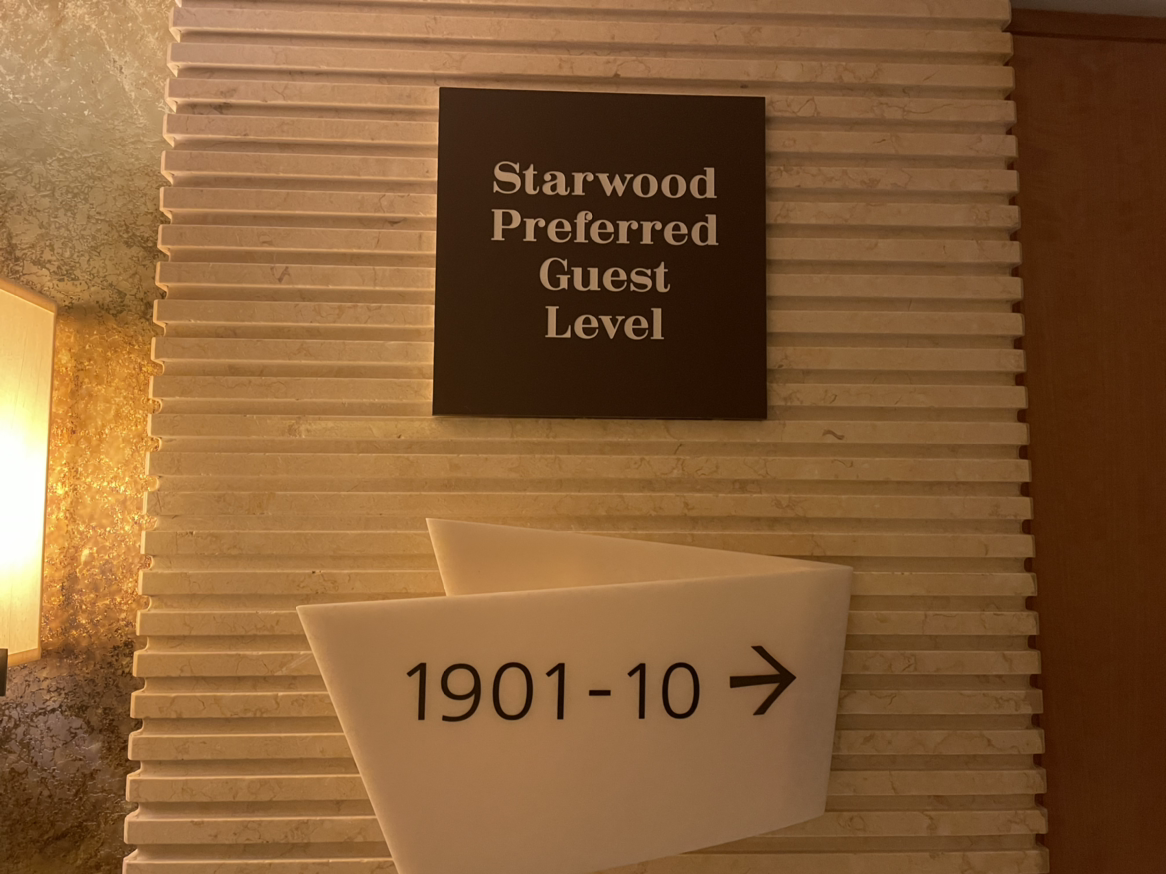 Starwood
Preferred
Guest
Level
1901-10 →